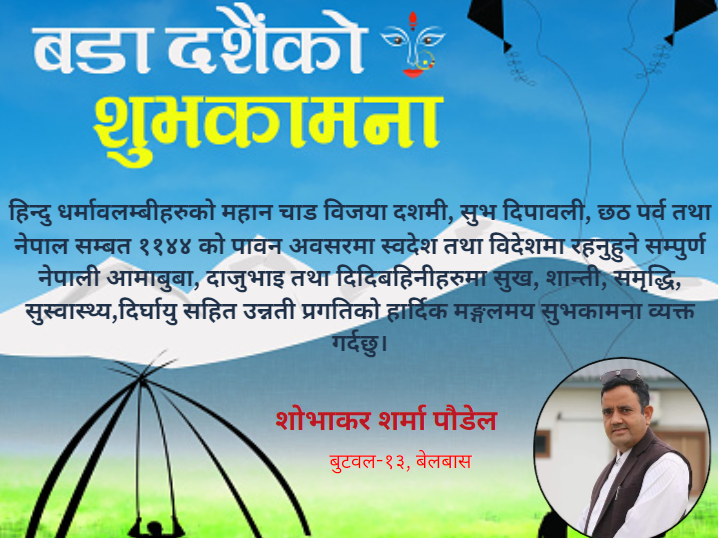 बडा दशैंको
शुभकामना
हिन्दु धर्मावलम्बीहरुको महान चाड विजया दशमी, सुभ दिपावली, छठ पर्व तथा
नेपाल सम्बत ११४४ को पावन अवसरमा स्वदेश तथा विदेशमा रहनुहुने सम्पुर्ण
नेपाली आमाबुबा, दाजुभाइ तथा दिदिबहिनीहरुमा सुख, शान्ती, समृद्धि,
सुस्वास्थ्य,दिर्घायु सहित उन्नती प्रगतिको हार्दिक मङ्गलमय सुभकामना व्यक्त
गर्दछु।
शोभाकर शर्मा पौडेल
बुटवल-१३, बेलबास